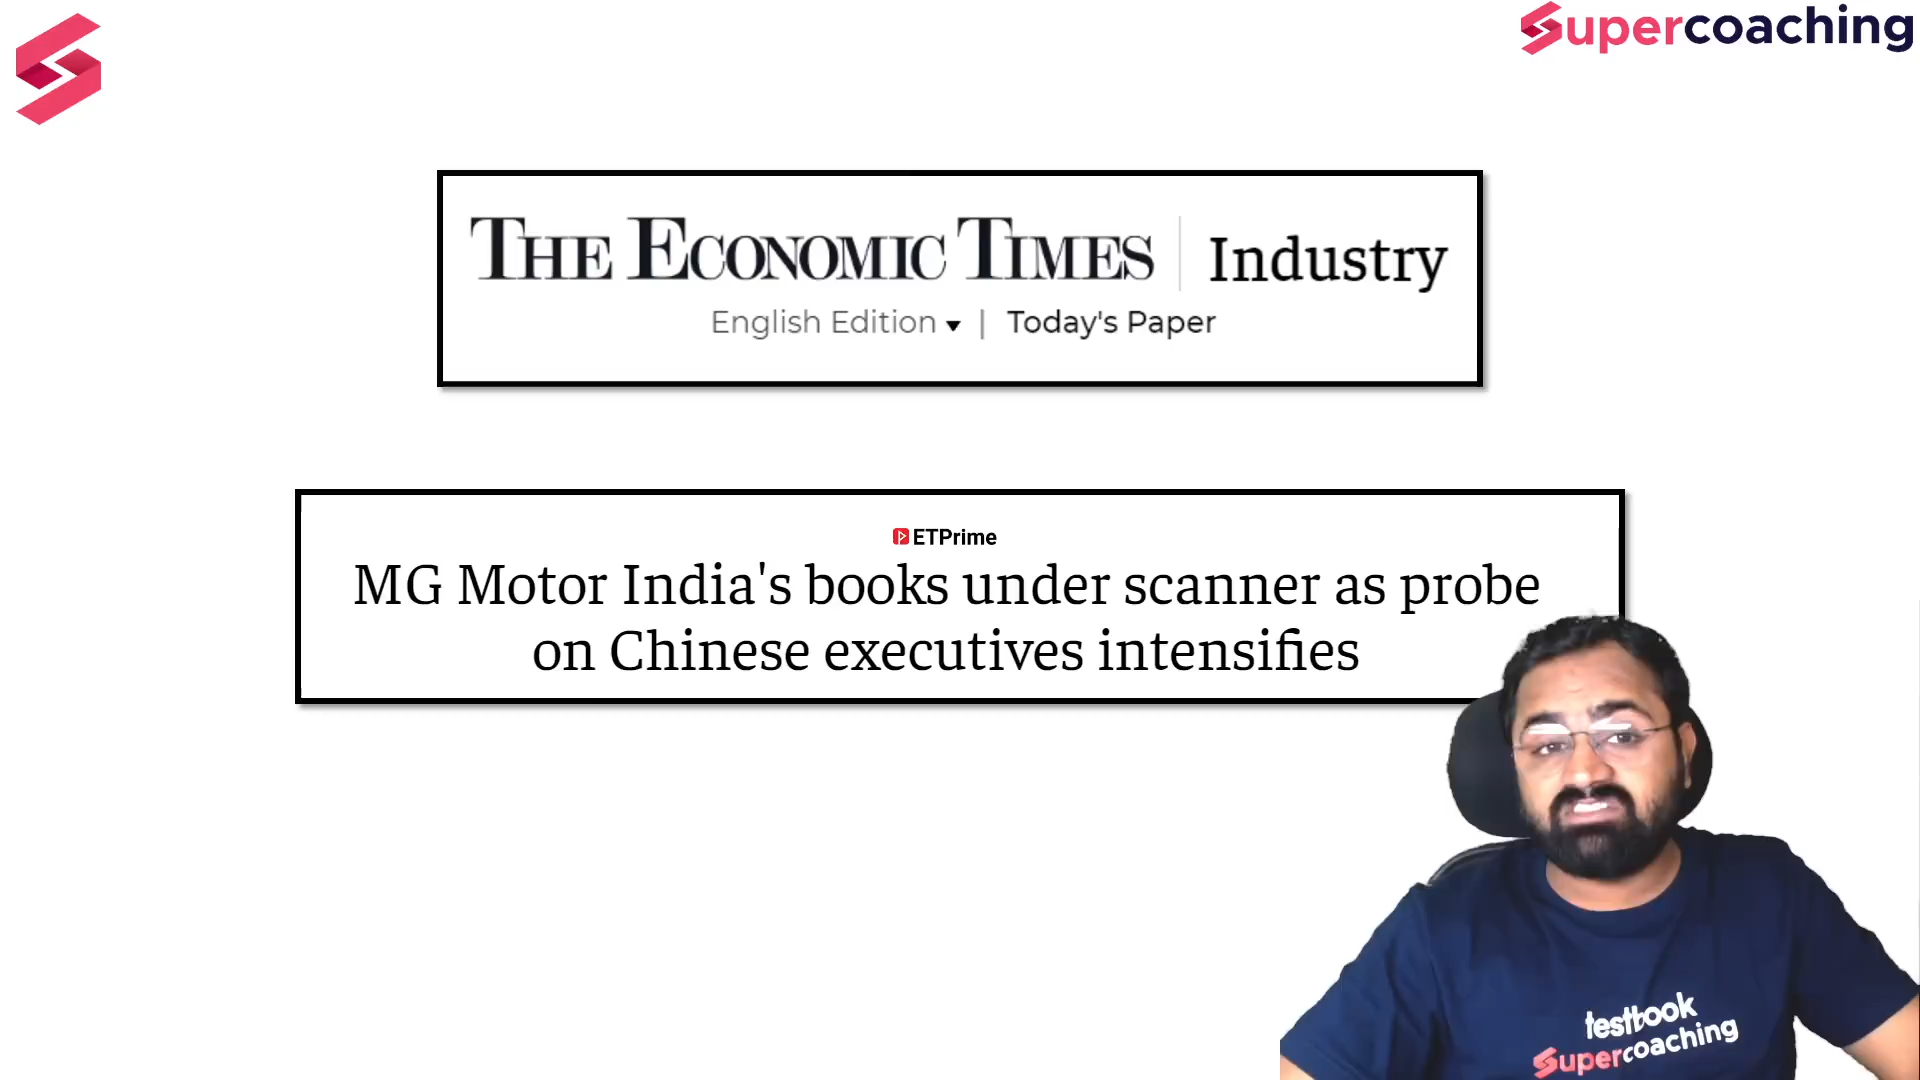 Supercoaching
THE ECONOMIC TIMES | Industry
English Edition ▾ | Today's Paper
ETPrime
MG Motor India's books under scanner as probe
on Chinese executives intensifies
testbook
Supercoaching